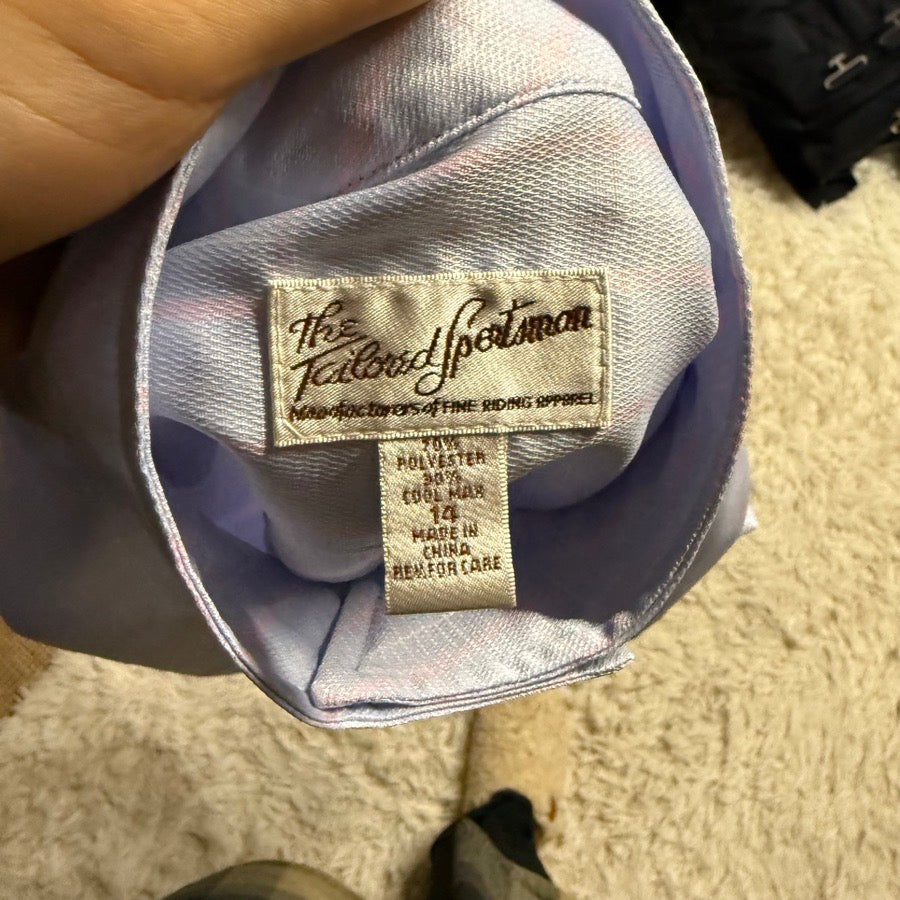 The
Tailored Sportsman
Manufacturers of FINE RIDING APPAREL
70%
POLYESTER
30%
COOL MAX
14
MADE IN
CHINA
REV.FOR CARE